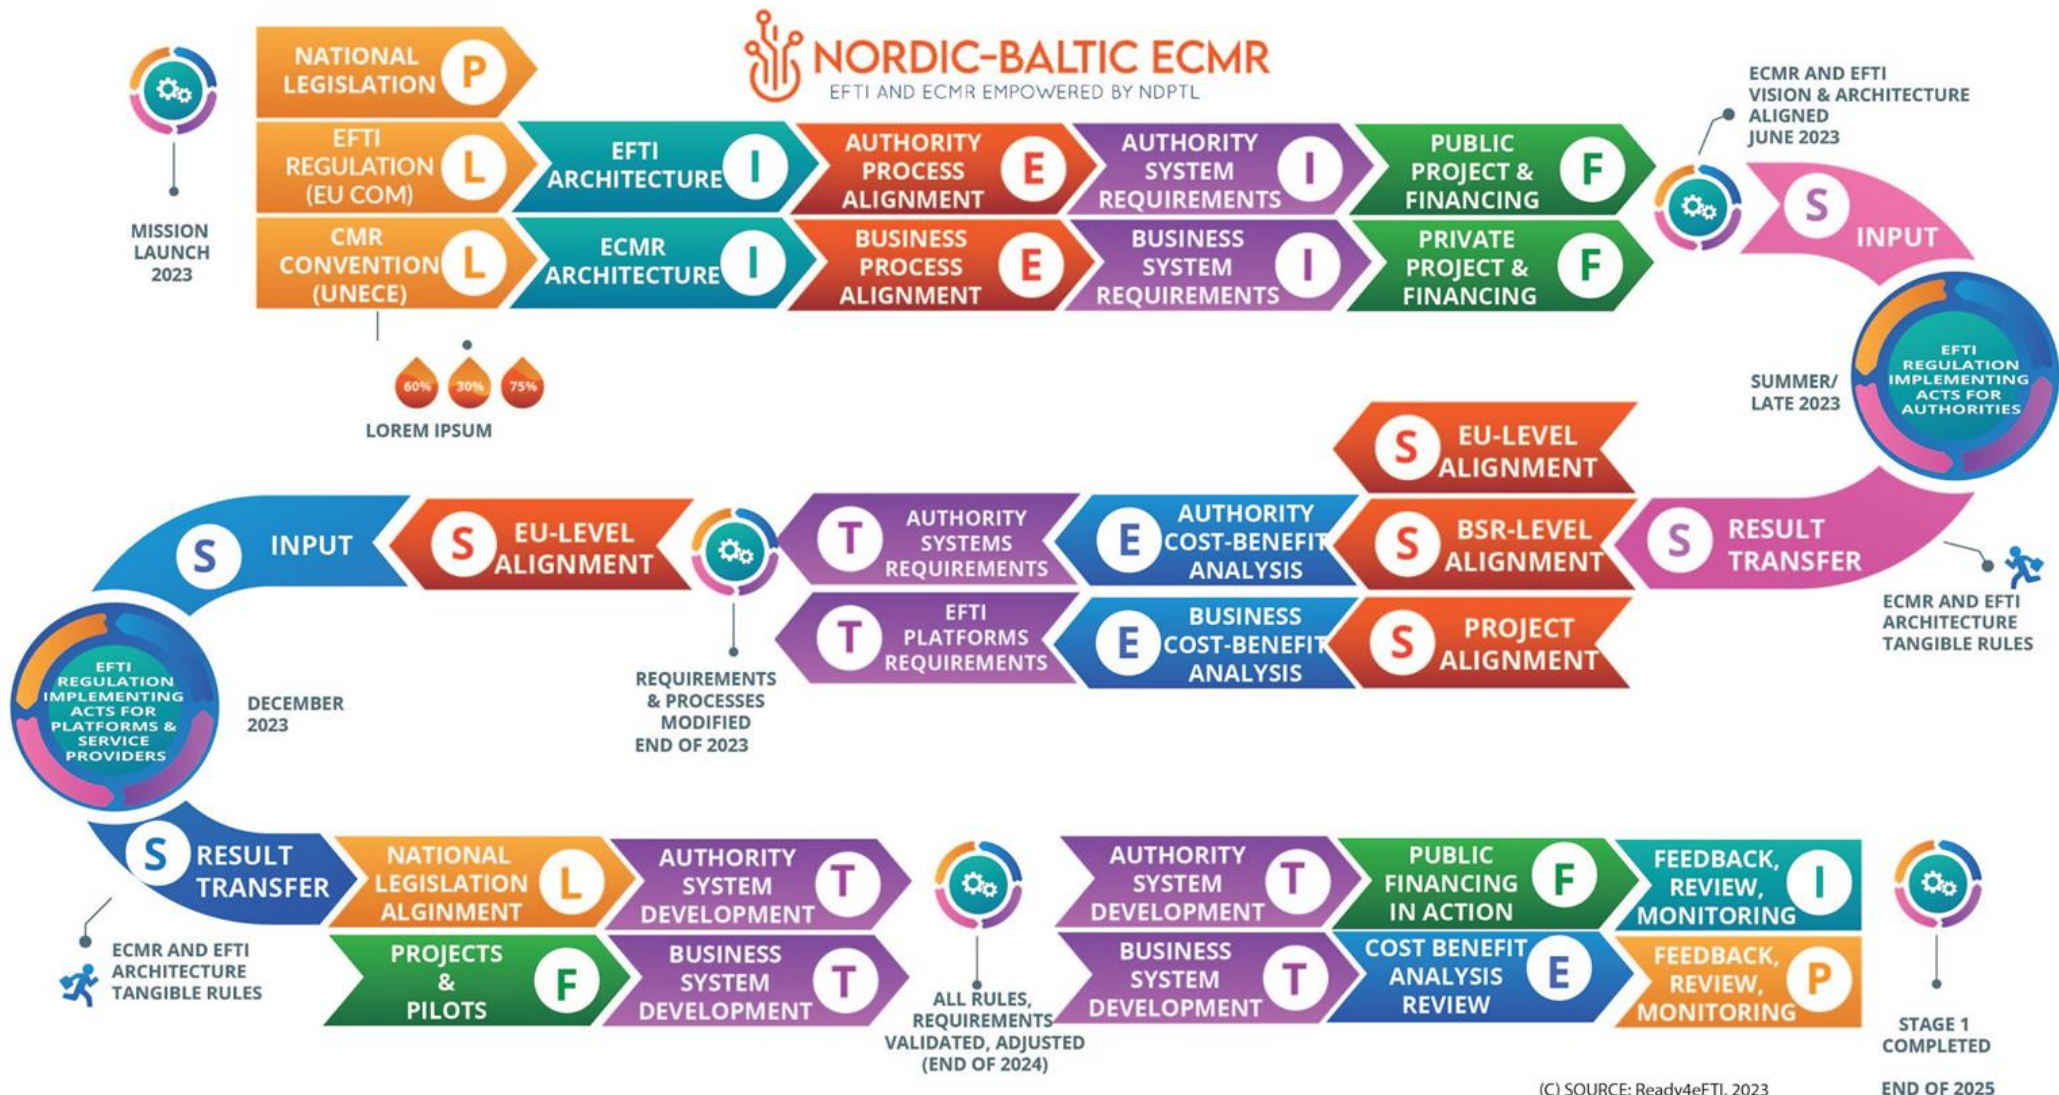 NORDIC-BALTIC ECMR
EFTI AND ECMR EMPOWERED BY NDPTL
MISSION
LAUNCH
2023
NATIONAL
LEGISLATION
P
EFTI
REGULATION
(EU COM)
L
EFTI
ARCHITECTURE
I
AUTHORITY
PROCESS
ALIGNMENT
E
AUTHORITY
SYSTEM
REQUIREMENTS
I
PUBLIC
PROJECT &
FINANCING
F
CMR
CONVENTION
(UNECE)
L
ECMR
ARCHITECTURE
I
BUSINESS
PROCESS
ALIGNMENT
E
BUSINESS
SYSTEM
REQUIREMENTS
I
PRIVATE
PROJECT &
FINANCING
F
60%
30%
75%
LOREM IPSUM
ECMR AND EFTI
VISION & ARCHITECTURE
ALIGNED
JUNE 2023
S
INPUT
EFTI
REGULATION
IMPLEMENTING
ACTS FOR
AUTHORITIES
SUMMER/
LATE 2023
S
RESULT
TRANSFER
ECMR AND EFTI
ARCHITECTURE
TANGIBLE RULES
S
EU-LEVEL
ALIGNMENT
S
BSR-LEVEL
ALIGNMENT
S
PROJECT
ALIGNMENT
E
AUTHORITY
COST-BENEFIT
ANALYSIS
E
BUSINESS
COST-BENEFIT
ANALYSIS
T
AUTHORITY
SYSTEMS
REQUIREMENTS
T
EFTI
PLATFORMS
REQUIREMENTS
REQUIREMENTS
& PROCESSES
MODIFIED
END OF 2023
S
EU-LEVEL
ALIGNMENT
S
INPUT
EFTI
REGULATION
IMPLEMENTING
ACTS FOR
PLATFORMS &
SERVICE
PROVIDERS
DECEMBER
2023
S
RESULT
TRANSFER
ECMR AND EFTI
ARCHITECTURE
TANGIBLE RULES
NATIONAL
LEGISLATION
ALGINMENT
L
AUTHORITY
SYSTEM
DEVELOPMENT
T
PROJECTS
&
PILOTS
F
BUSINESS
SYSTEM
DEVELOPMENT
T
ALL RULES,
REQUIREMENTS
VALIDATED, ADJUSTED
(END OF 2024)
AUTHORITY
SYSTEM
DEVELOPMENT
T
PUBLIC
FINANCING
IN ACTION
F
FEEDBACK,
REVIEW,
MONITORING
I
BUSINESS
SYSTEM
DEVELOPMENT
T
COST BENEFIT
ANALYSIS
REVIEW
E
FEEDBACK,
REVIEW,
MONITORING
P
STAGE 1
COMPLETED
END OF 2025
(C) SOURCE: Ready4eFTI, 2023